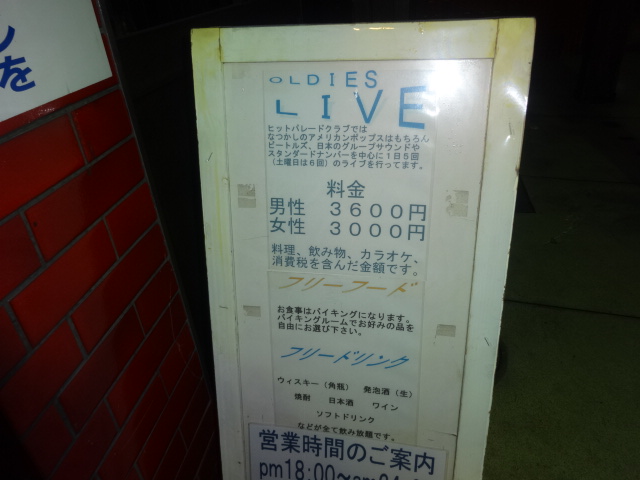 を
OLDIES
LIVE
ヒットパレードクラブでは
なつかしのアメリカンポップスはもちろん
ビートルズ、日本のグループサウンドや
スタンダードナンバーを中心に1日5回
(土曜日は6回)のライブを行ってます。
料金
男性 3600円
女性 3000円
料理、飲み物、カラオケ、
消費税を含んだ金額です。
フリーフード
お食事はバイキングになります。
バイキングルームでお好みの品を
自由にお選び下さい。
フリードリンク
ウィスキー(角瓶) 発泡酒(生)
焼酎 日本酒 ワイン
ソフトドリンク
などが全て飲み放題です。
営業時間のご案内
pm18:00～